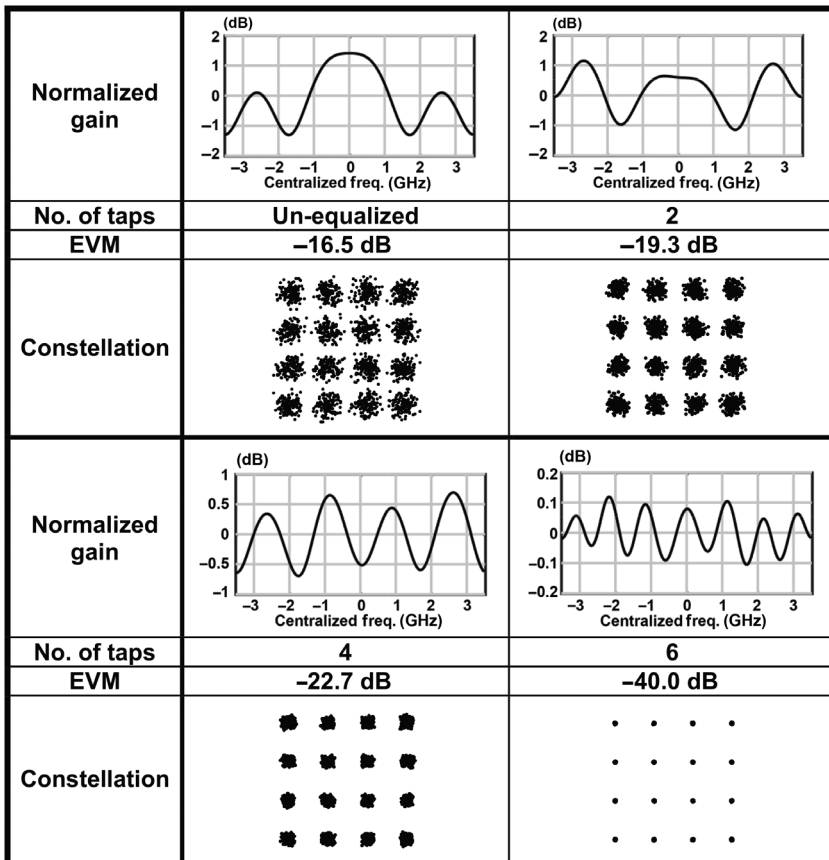 (dB)
2
1
0
–1
–2
–3 –2 –1 0 1 2 3
Centralized freq. (GHz)
(dB)
2
1
0
–1
–2
–3 –2 –1 0 1 2 3
Centralized freq. (GHz)
Normalized
gain
No. of taps Un-equalized 2
EVM –16.5 dB –19.3 dB
Constellation
(dB)
1
0.5
0
–0.5
–1
–3 –2 –1 0 1 2 3
Centralized freq. (GHz)
(dB)
0.2
0.1
0
–0.1
–0.2
–3 –2 –1 0 1 2 3
Centralized freq. (GHz)
Normalized
gain
No. of taps 4 6
EVM –22.7 dB –40.0 dB
Constellation